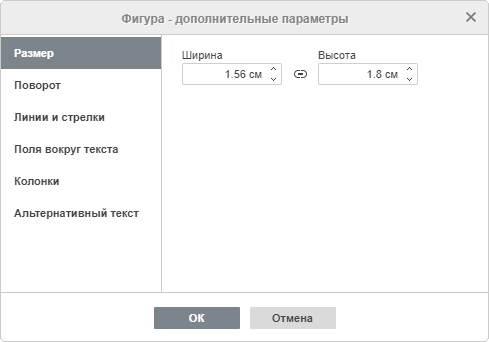 Фигура - дополнительные параметры
Размер
Поворот
Линии и стрелки
Поля вокруг текста
Колонки
Альтернативный текст
Ширина Высота
1.56 см 1.8 см
ОК Отмена